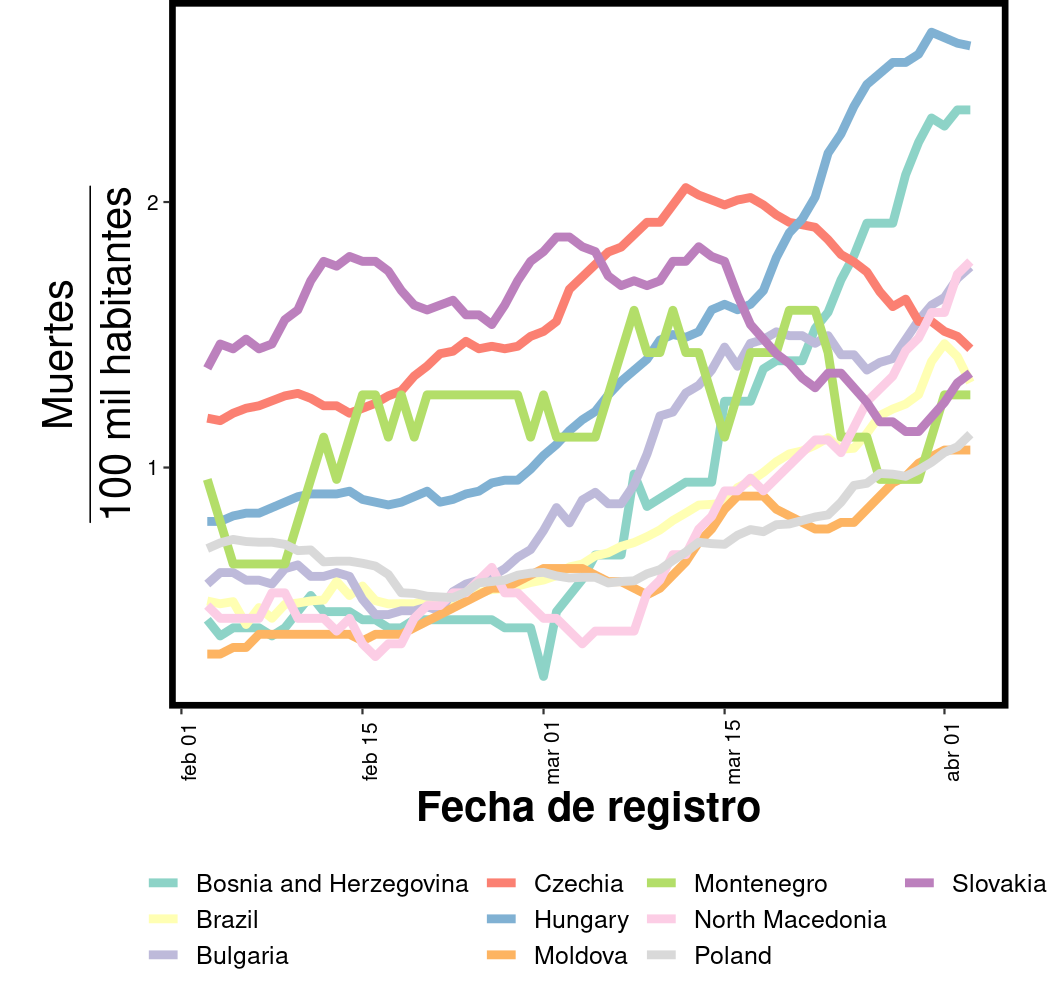 Muertes
100 mil habitantes
2
1
feb 01
feb 15
mar 01
mar 15
abr 01
Fecha de registro
Bosnia and Herzegovina
Czechia
Montenegro
Slovakia
Brazil
Hungary
North Macedonia
Bulgaria
Moldova
Poland